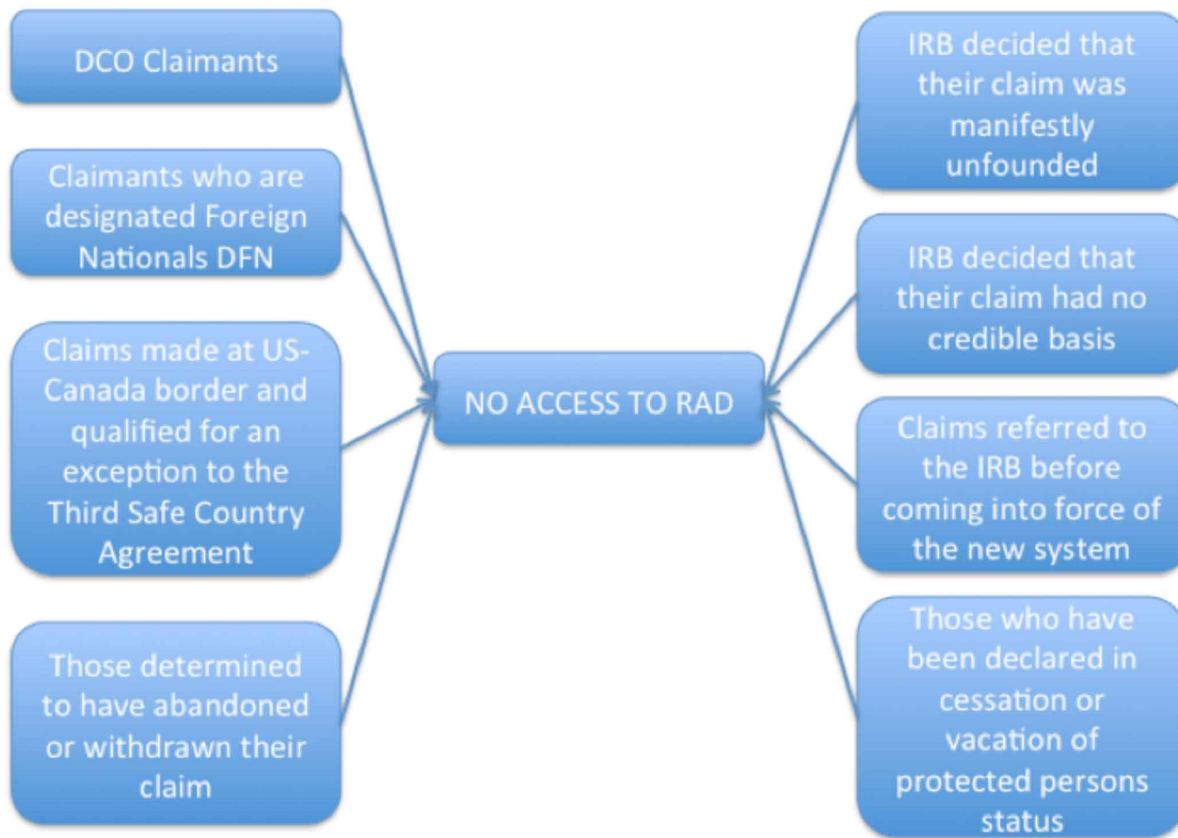 DCO Claimants
Claimants who are
designated Foreign
Nationals DFN
Claims made at US-
Canada border and
qualified for an
exception to the
Third Safe Country
Agreement
Those determined
to have abandoned
or withdrawn their
claim
NO ACCESS TO RAD
IRB decided that
their claim was
manifestly
unfounded
IRB decided that
their claim had no
credible basis
Claims referred to
the IRB before
coming into force of
the new system
Those who have
been declared in
cessation or
vacation of
protected persons
status